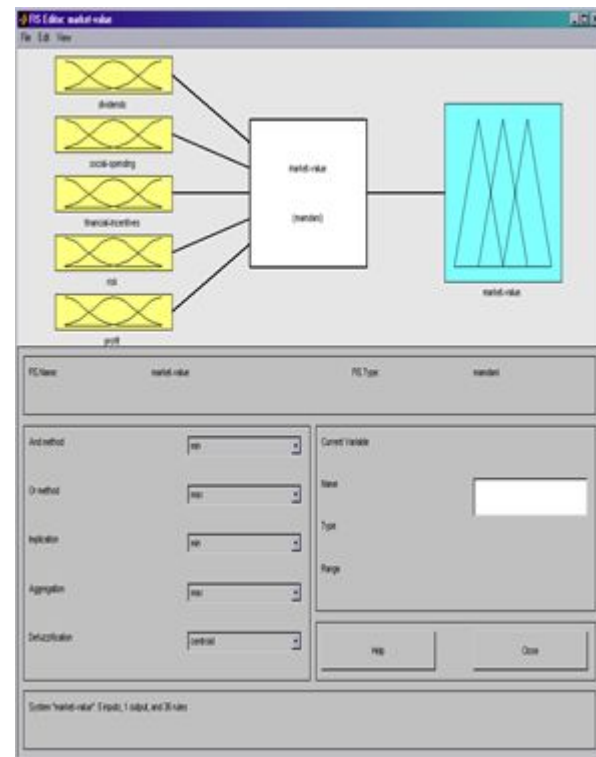 FIS Editor: market-value
File Edit View
dividends
social-spending
financial-incentives
risk
profit
market-value
(mamdani)
market-value
FIS Name: market-value FIS Type: mamdani
And method min
Or method max
Implication min
Aggregation max
Defuzzification centroid
Current Variable
Name
Type
Range
Help Close
System "market-value": 5 inputs, 1 output, and 35 rules